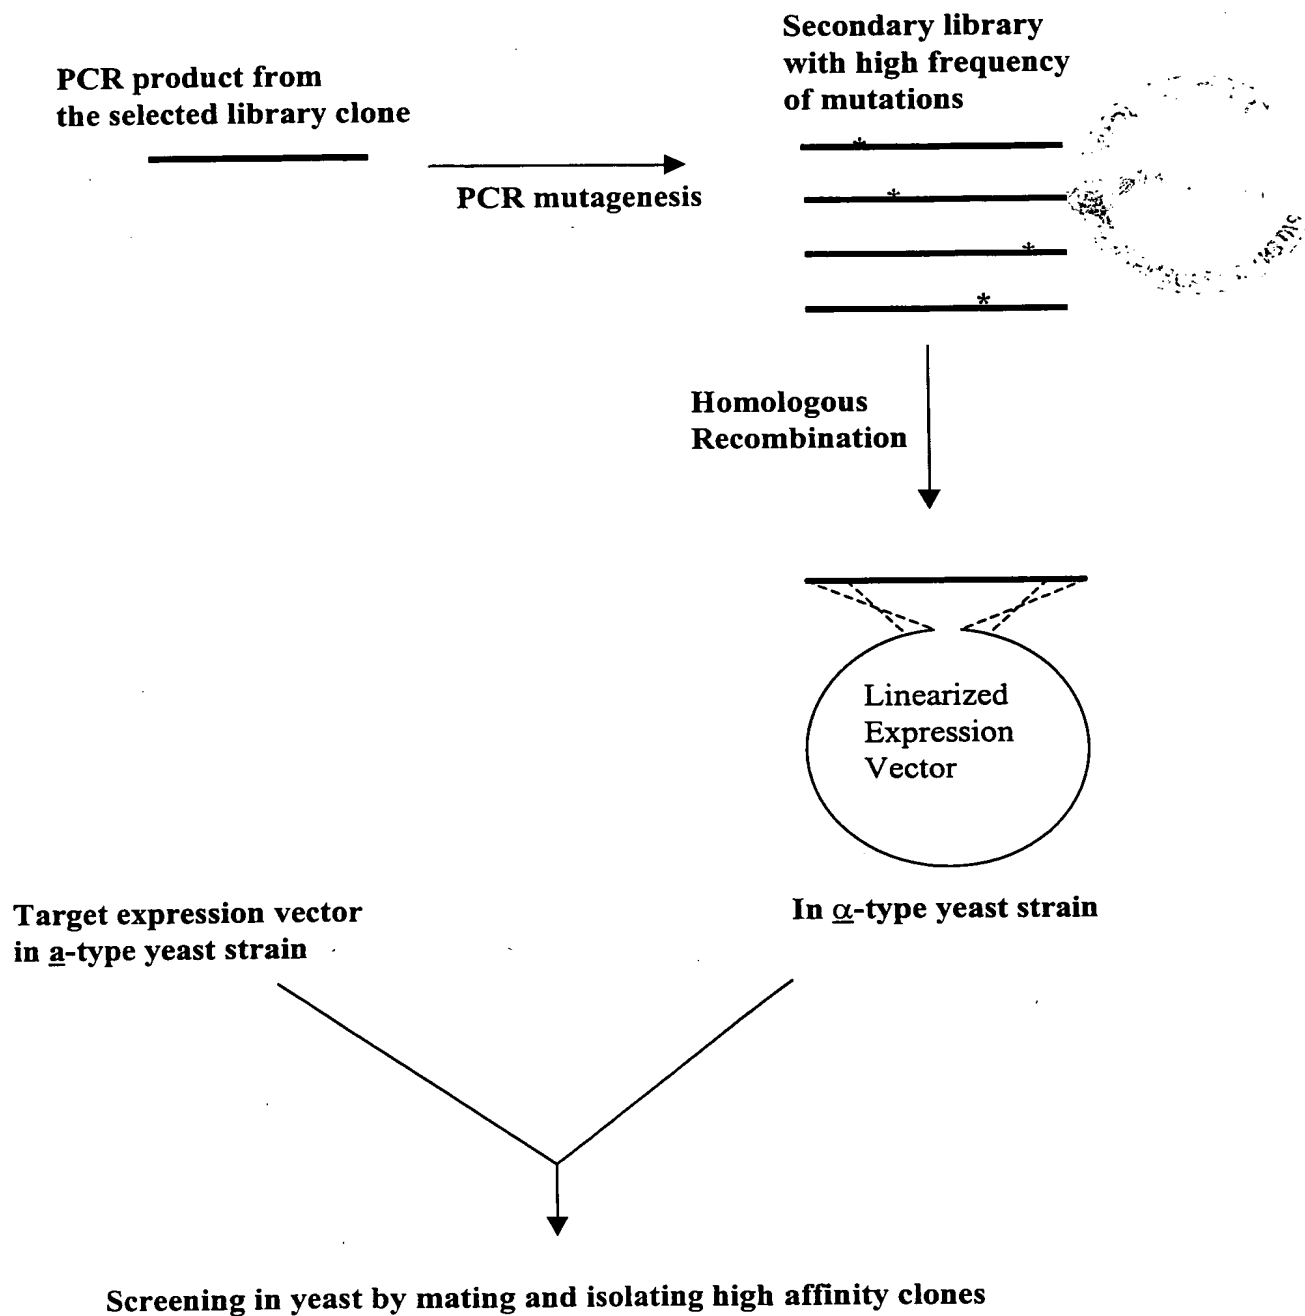 PCR product from
the selected library clone
PCR mutagenesis
Secondary library
with high frequency
of mutations
*
*
*
*
Homologous
Recombination
Linearized
Expression
Vector
In α-type yeast strain
Target expression vector
in a-type yeast strain
Screening in yeast by mating and isolating high affinity clones